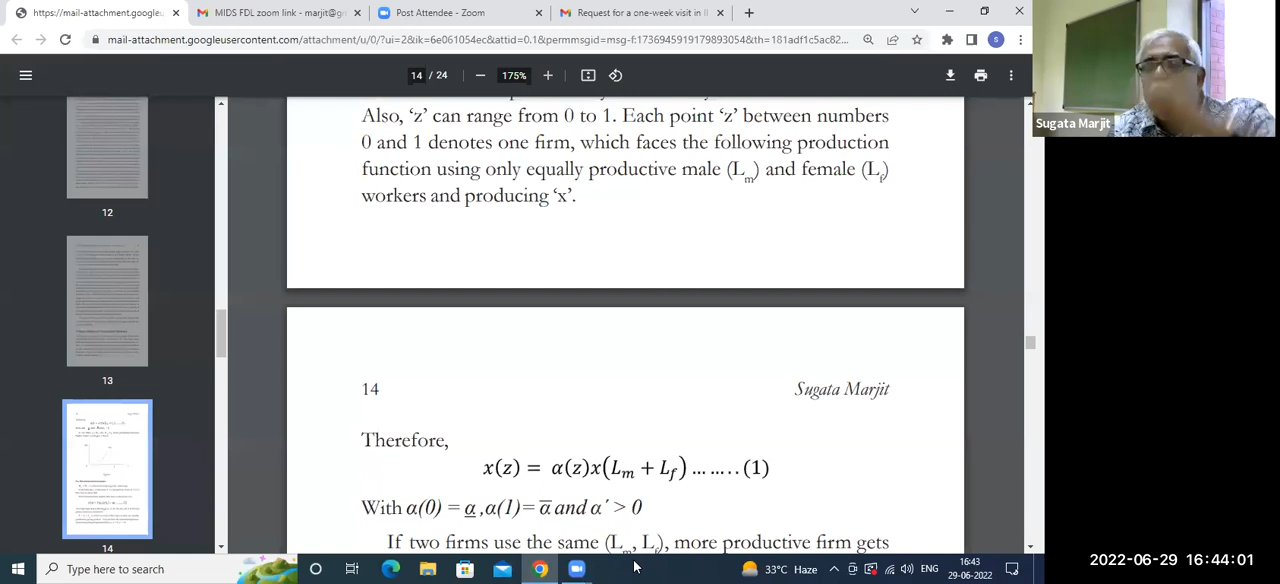 https://mail-attachment.googleu
MIDS FDL zoom link - marjit@gm
Post Attendee - Zoom
Request for a one-week visit in II
mail-attachment.googleusercontent.com/attachment/u/0/?ui=2&ik=6e061054ec&attid=0.1&permmsgid=msg-f:1736945919179893054&th=181adf1c5ac82...
14 / 24
175%
Sugata Marjit
Also, ‘z’ can range from 0 to 1. Each point ‘z’ between numbers
0 and 1 denotes one firm, which faces the following production
function using only equally productive male (Lm) and female (Lf)
workers and producing ‘x’.
12
13
14
14 Sugata Marjit
Therefore,
x(z) = α(z)x(Lm + Lf) ........(1)
With α(0) = α̲ ,α(1)= α̅ and α´ > 0
If two firms use the same (Lm, Lf), more productive firm gets
Type here to search
33°C Haze
ENG
16:43
29-06-2022
2022-06-29 16:44:01